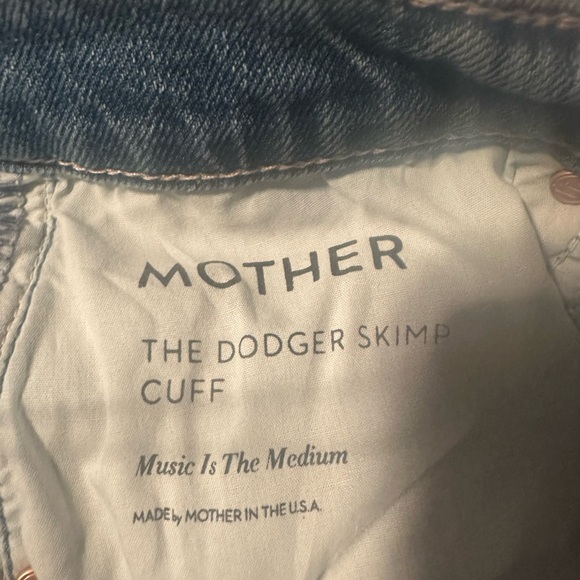 MOTHER
THE DODGER SKIMP
CUFF
Music Is The Medium
MADE by MOTHER IN THE U.S.A.